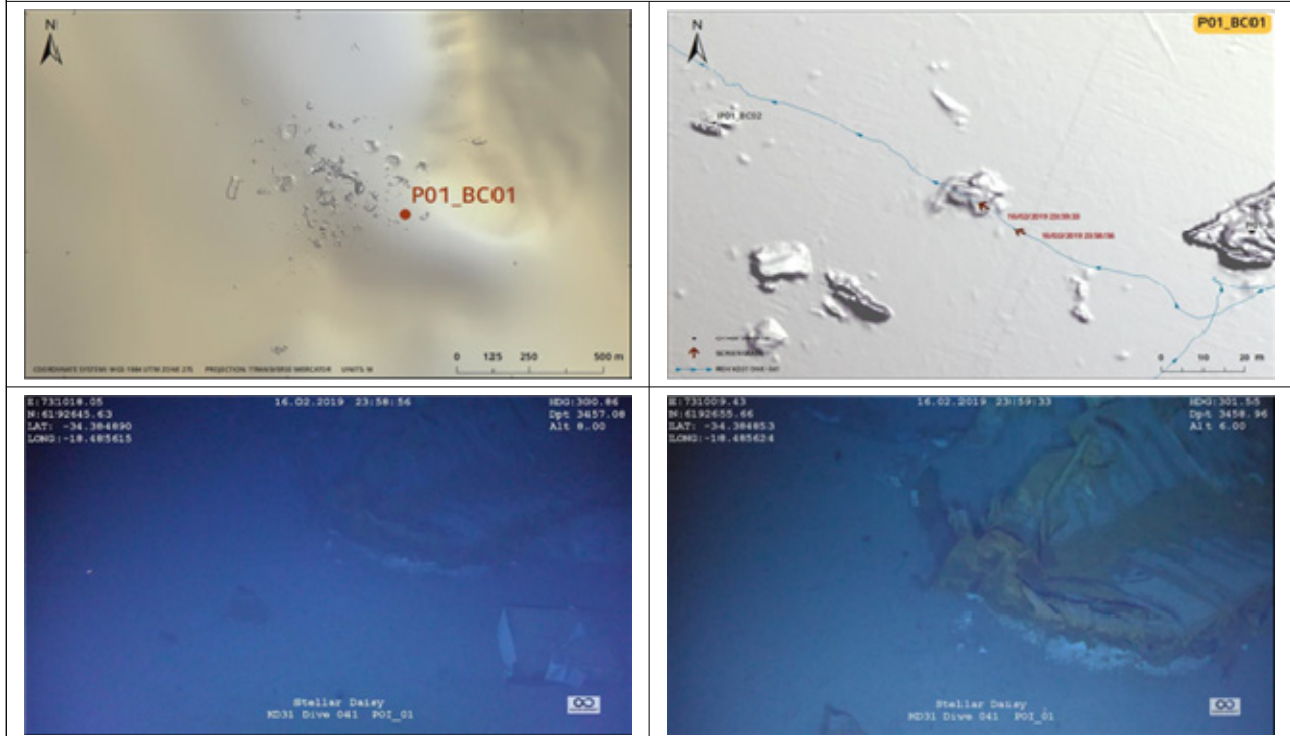 N
P01_BC01
0 125 250 500 m
COORDINATE SYSTEM: WGS 1984 UTM ZONE 27S PROJECTION: TRANSVERSE MERCATOR UNITS: M
N
P01_BC01
P01_BC02
16/02/2019 23:59:33
16/02/2019 23:58:56
0 10 20 m
E:731018.05 16.02.2019 23:58:56 HDG:300.86
N:6192645.63 Dpt 3457.08
LAT: -34.384890 Alt 8.00
LONG:-18.485615
Stellar Daisy
KD31 Dive 041 POI_01
E:731009.43 16.02.2019 23:59:33 HDG:301.55
N:6192655.66 Dpt 3458.96
LAT: -34.384853 Alt 6.00
LONG:-18.485624
Stellar Daisy
KD31 Dive 041 POI_01